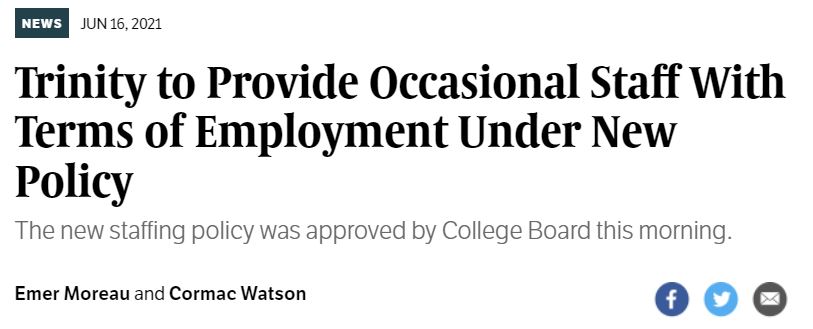 NEWS JUN 16, 2021
Trinity to Provide Occasional Staff With
Terms of Employment Under New
Policy
The new staffing policy was approved by College Board this morning.
Emer Moreau and Cormac Watson